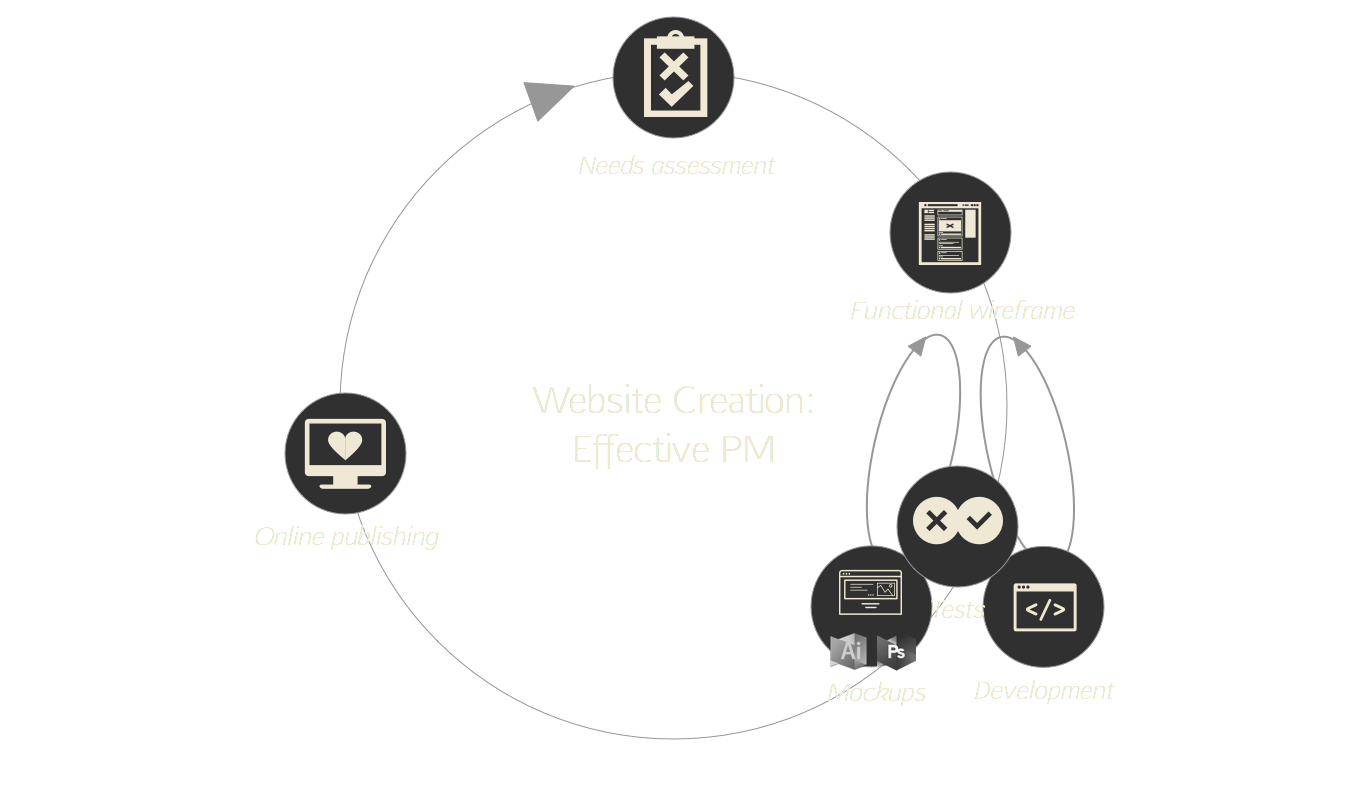 Needs assessment
Functional wireframe
Website Creation:
Effective PM
Online publishing
Tests
</>
Ai
Ps
Mockups
Development